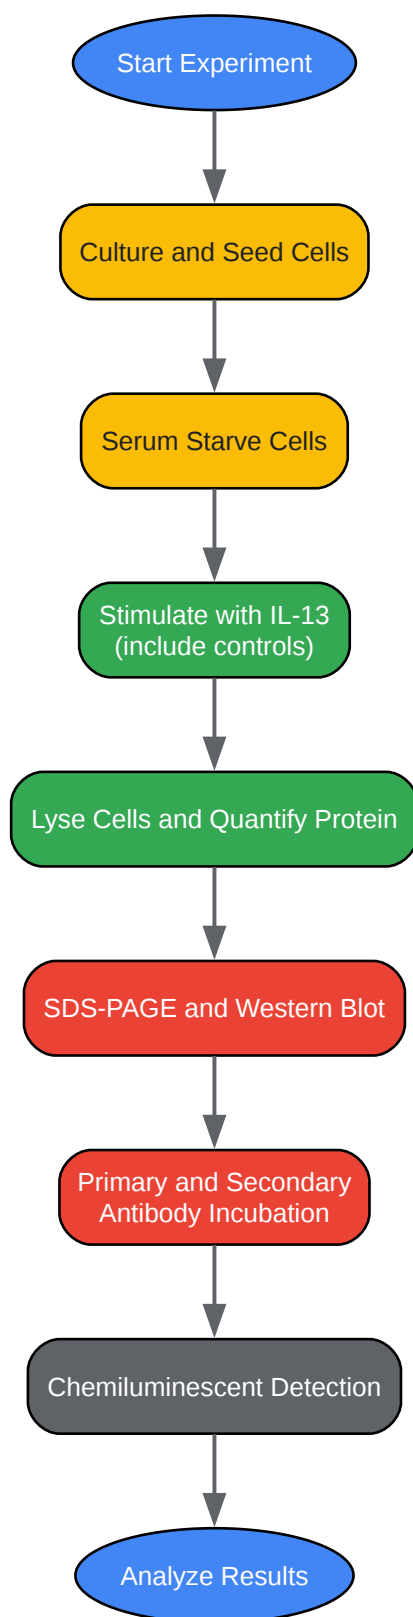 Start Experiment
Culture and Seed Cells
Serum Starve Cells
Stimulate with IL-13
(include controls)
Lyse Cells and Quantify Protein
SDS-PAGE and Western Blot
Primary and Secondary
Antibody Incubation
Chemiluminescent Detection
Analyze Results